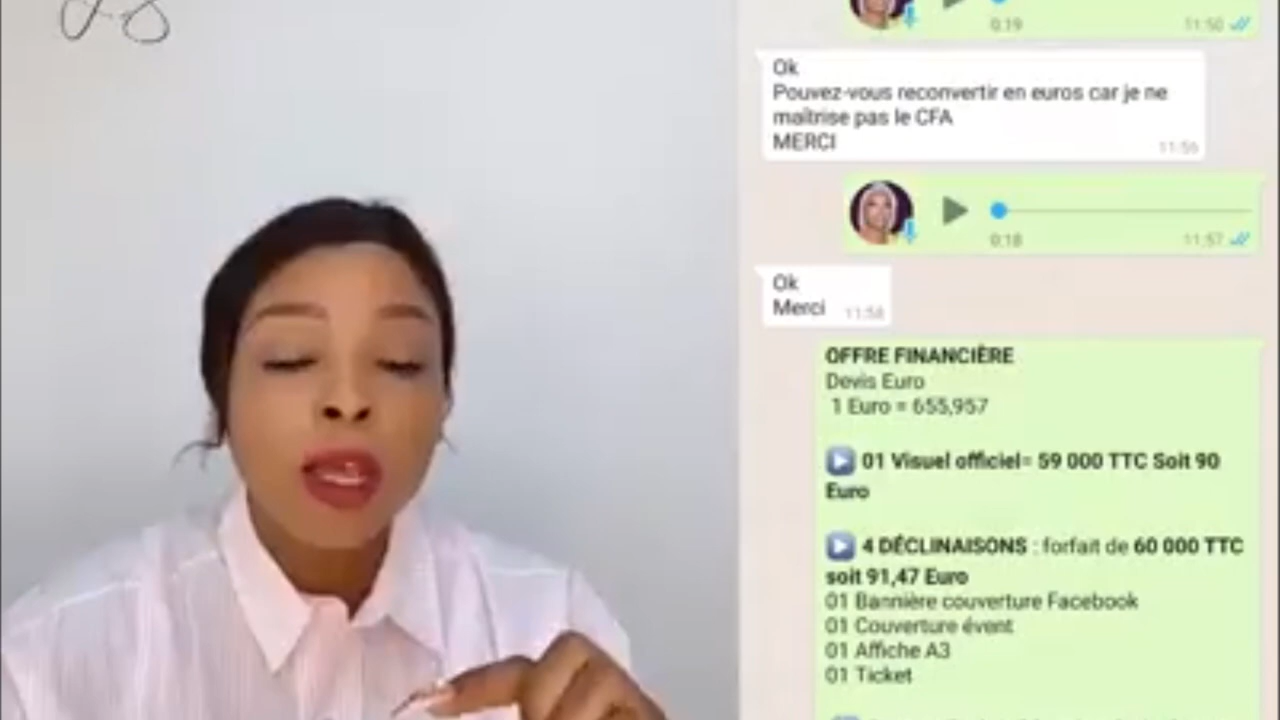 0:19 11:50
Ok
Pouvez-vous reconvertir en euros car je ne
maîtrise pas le CFA
MERCI 11:56
0:18 11:57
Ok
Merci 11:58
OFFRE FINANCIÈRE
Devis Euro
1 Euro = 655,957
01 Visuel officiel= 59 000 TTC Soit 90
Euro
4 DÉCLINAISONS : forfait de 60 000 TTC
soit 91,47 Euro
01 Bannière couverture Facebook
01 Couverture évent
01 Affiche A3
01 Ticket